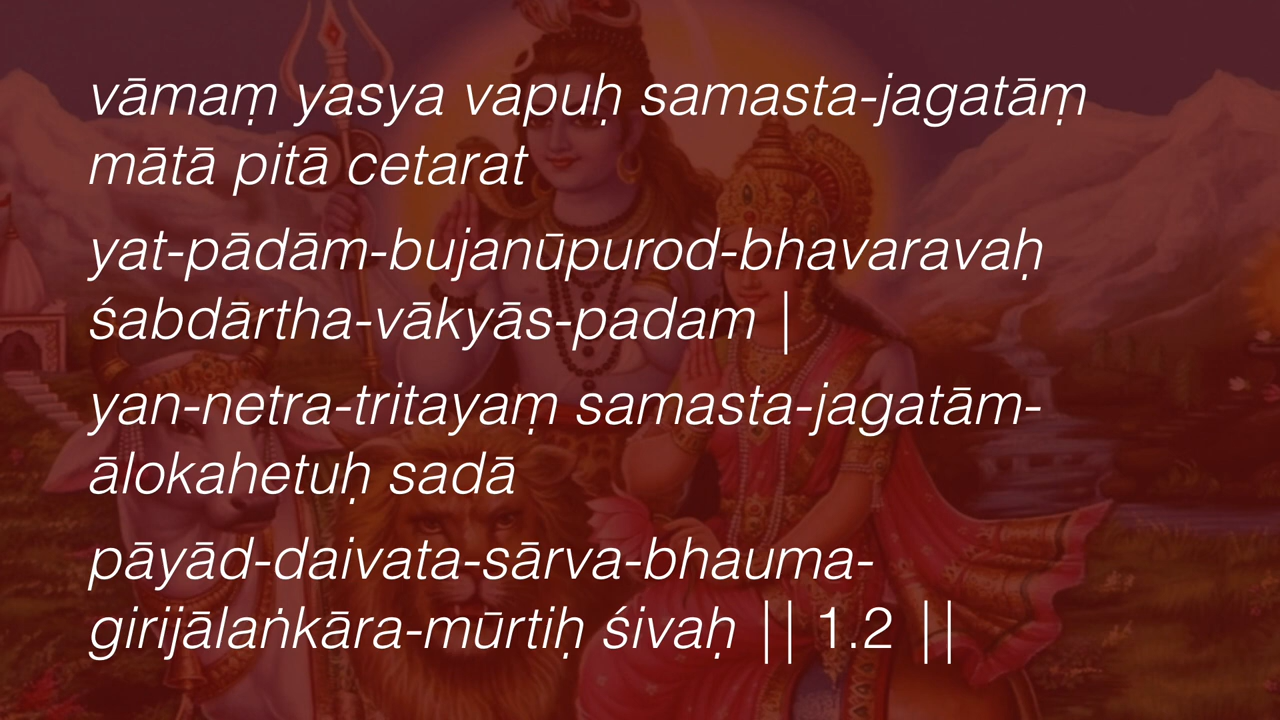 vāmaṃ yasya vapuḥ samasta-jagatāṃ
mātā pitā cetarat
yat-pādām-bujanūpurod-bhavaravaḥ
śabdārtha-vākyās-padam |
yan-netra-tritayaṃ samasta-jagatām-
ālokahetuḥ sadā
pāyād-daivata-sārva-bhauma-
girijālaṅkāra-mūrtiḥ śivaḥ || 1.2 ||